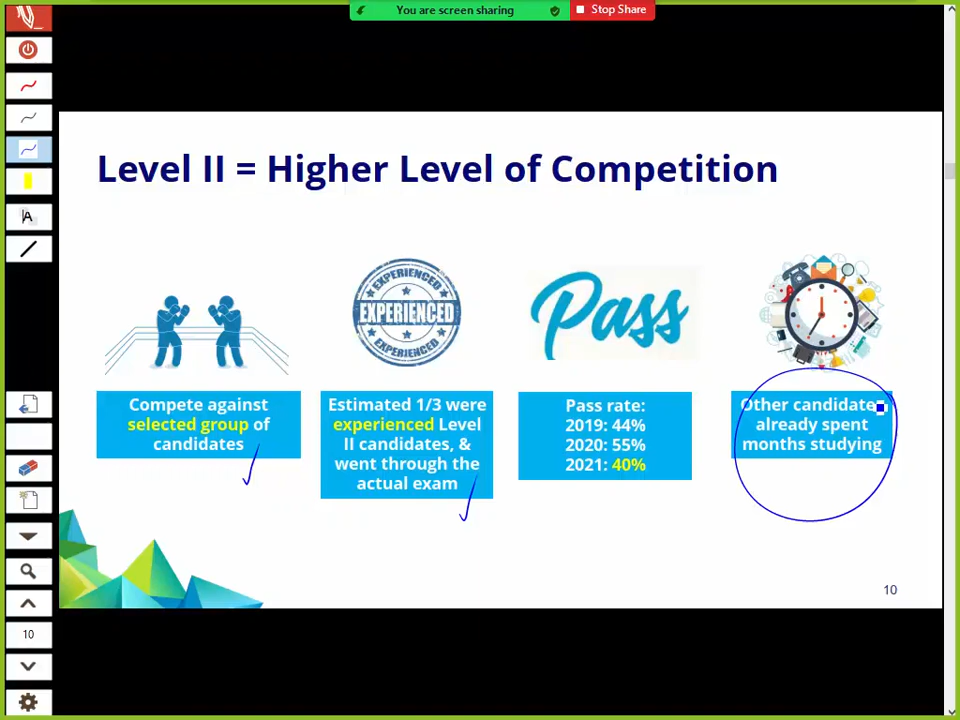 You are screen sharing
Stop Share
Level II = Higher Level of Competition
EXPERIENCED
EXPERIENCED
EXPERIENCED
Pass
Compete against
selected group of
candidates
Estimated 1/3 were
experienced Level
II candidates, &
went through the
actual exam
Pass rate:
2019: 44%
2020: 55%
2021: 40%
Other candidates
already spent
months studying
10
A
10